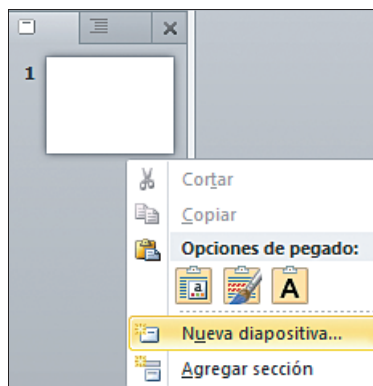 1
Cortar
Copiar
Opciones de pegado:
a
A
Nueva diapositiva...
Agregar sección